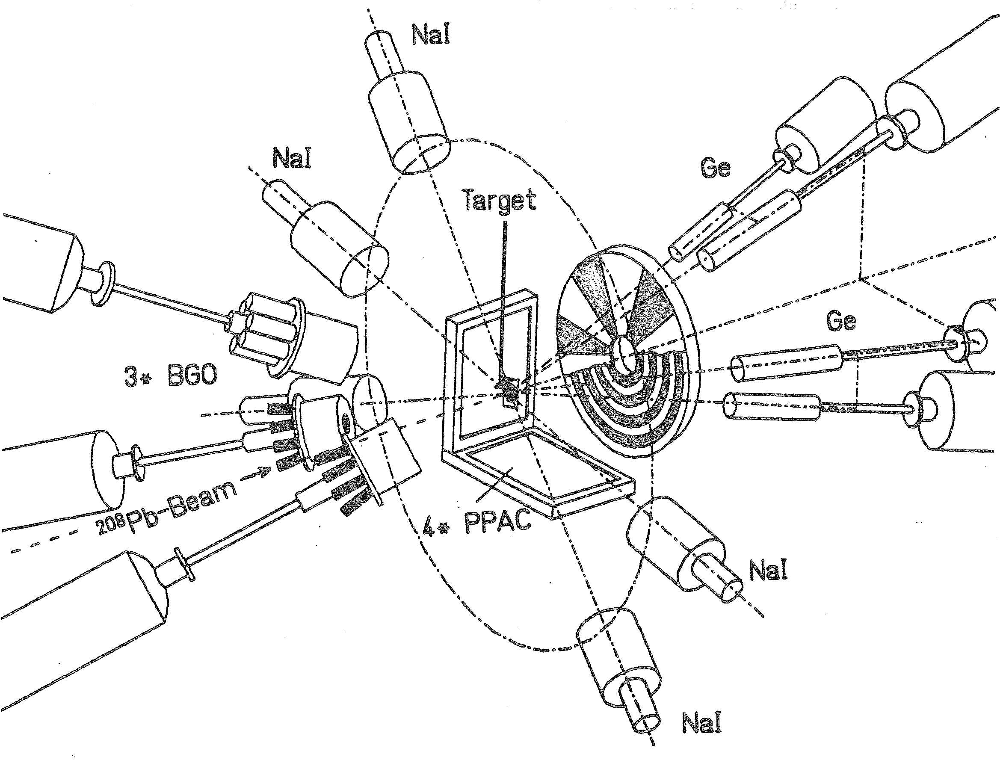 NaI
NaI
Ge
Target
Ge
3* BGO
²⁰⁸Pb-Beam
4* PPAC
NaI
NaI